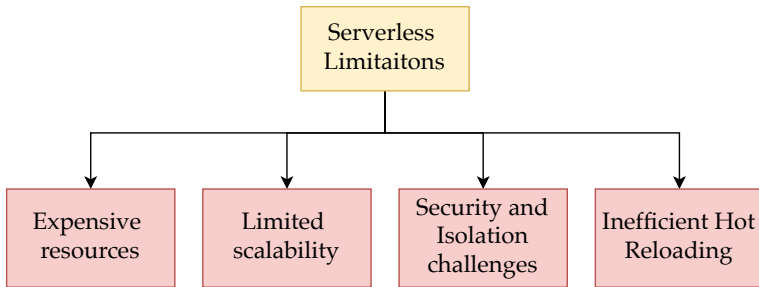 Serverless
Limitaitons
Expensive
resources
Limited
scalability
Security and
Isolation
challenges
Inefficient Hot
Reloading